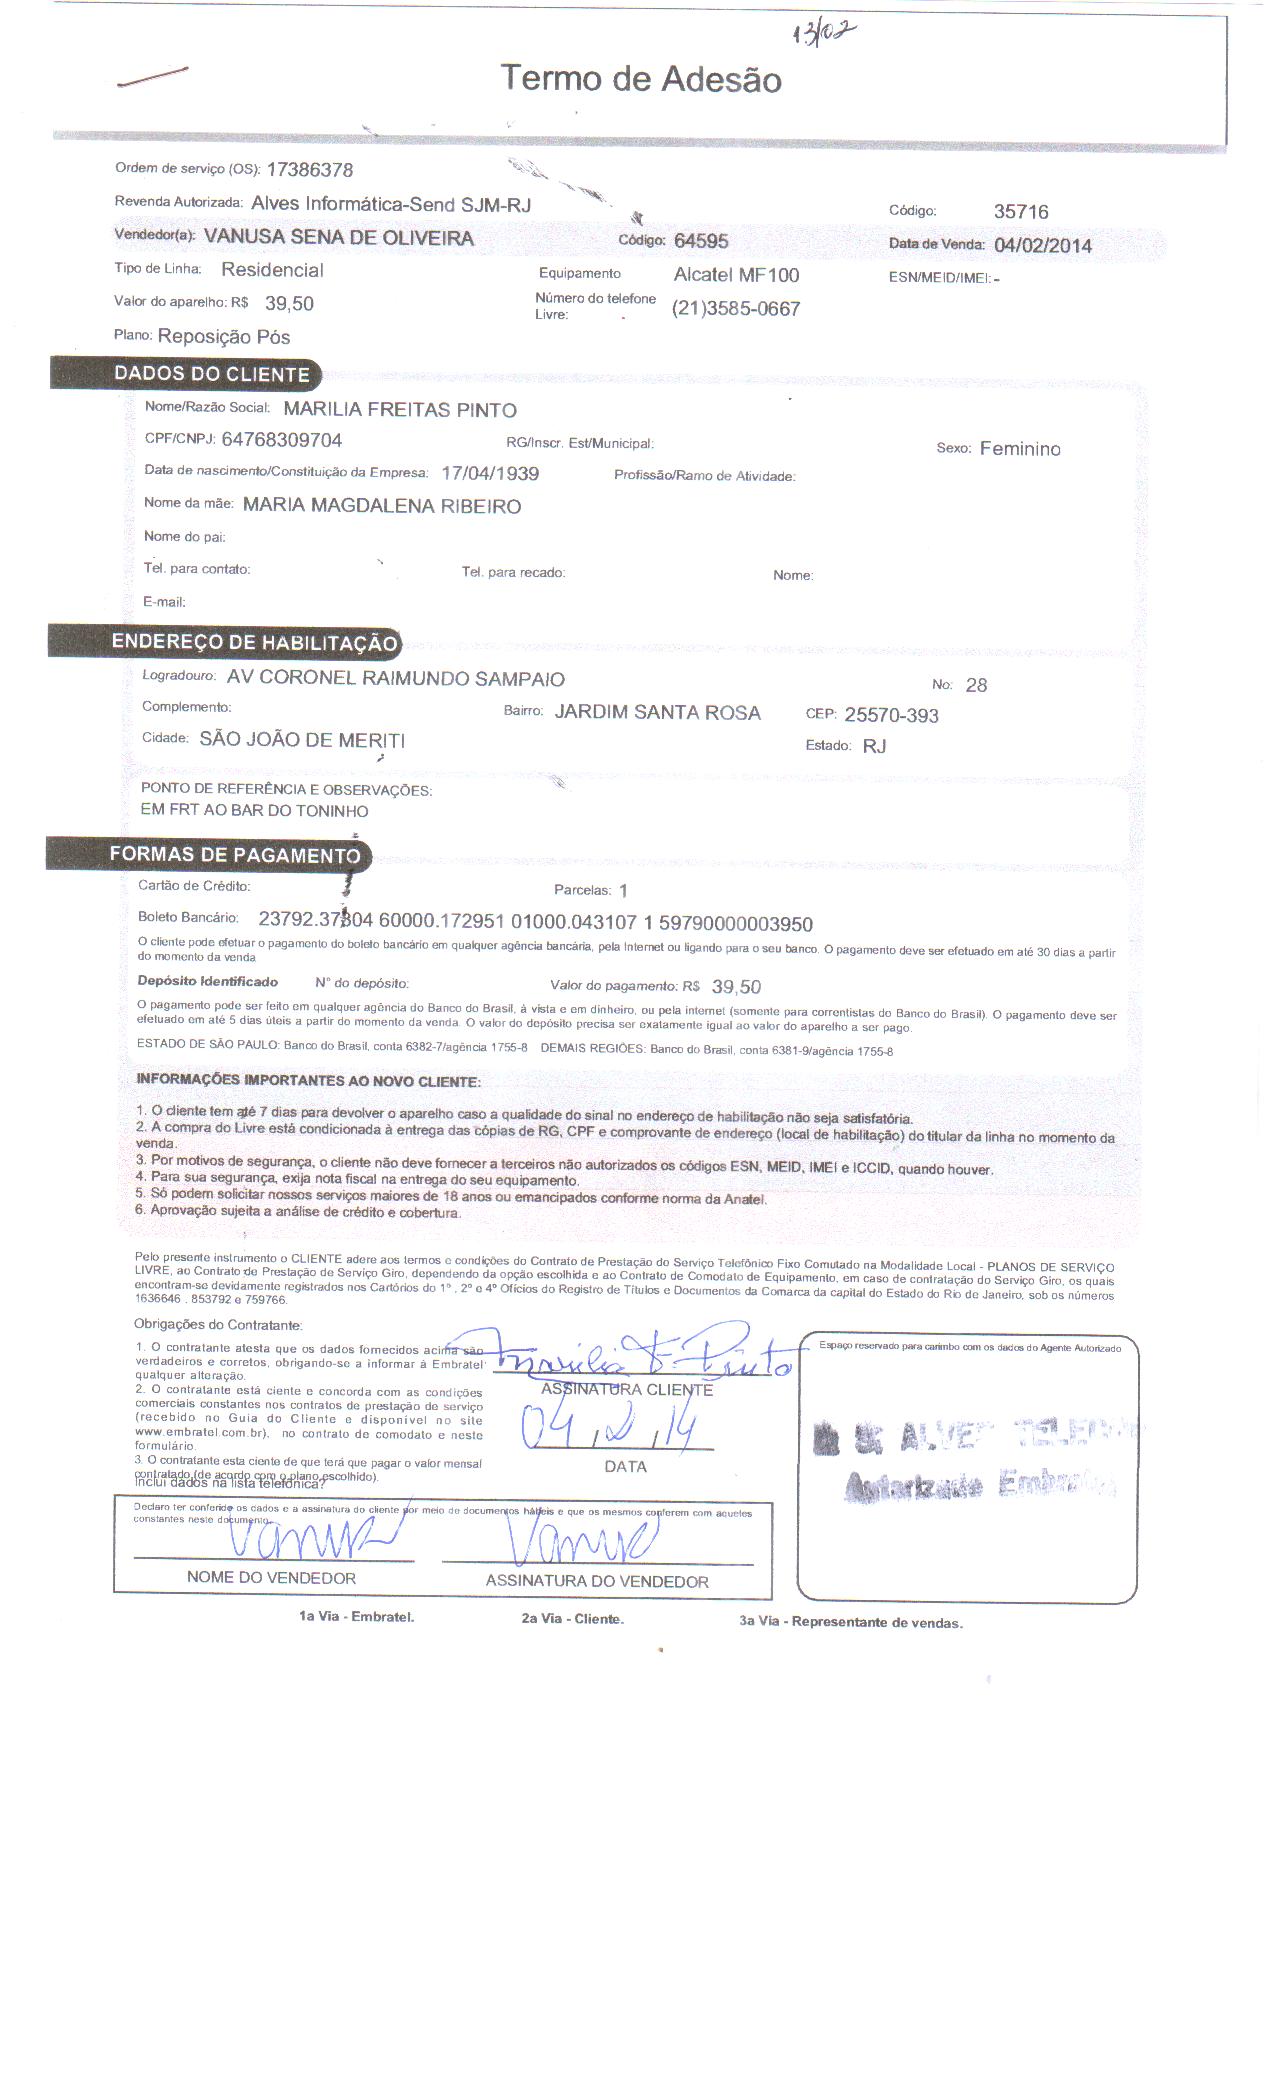 13/02
Termo de Adesão
Ordem de serviço (OS): 17386378
Revenda Autorizada: Alves Informática-Send SJM-RJ
Código: 35716
Vendedor(a): VANUSA SENA DE OLIVEIRA Código: 64595 Data de Venda: 04/02/2014
Tipo de Linha: Residencial Equipamento Alcatel MF100 ESN/MEID/IMEI: -
Valor do aparelho: R$ 39,50 Número do telefone Livre: (21)3585-0667
Plano: Reposição Pós
DADOS DO CLIENTE
Nome/Razão Social: MARILIA FREITAS PINTO
CPF/CNPJ: 64768309704 RG/Inscr. Est/Municipal: Sexo: Feminino
Data de nascimento/Constituição da Empresa: 17/04/1939 Profissão/Ramo de Atividade:
Nome da mãe: MARIA MAGDALENA RIBEIRO
Nome do pai:
Tel. para contato: Tel. para recado: Nome:
E-mail:
ENDEREÇO DE HABILITAÇÃO
Logradouro: AV CORONEL RAIMUNDO SAMPAIO No: 28
Complemento: Bairro: JARDIM SANTA ROSA CEP: 25570-393
Cidade: SÃO JOÃO DE MERITI Estado: RJ
PONTO DE REFERÊNCIA E OBSERVAÇÕES:
EM FRT AO BAR DO TONINHO
FORMAS DE PAGAMENTO
Cartão de Crédito: Parcelas: 1
Boleto Bancário: 23792.37304 60000.172951 01000.043107 1 59790000003950
O cliente pode efetuar o pagamento do boleto bancário em qualquer agência bancária, pela Internet ou ligando para o seu banco. O pagamento deve ser efetuado em até 30 dias a partir
do momento da venda
Depósito Identificado N° do depósito: Valor do pagamento: R$ 39,50
O pagamento pode ser feito em qualquer agência do Banco do Brasil, à vista e em dinheiro, ou pela internet (somente para correntistas do Banco do Brasil). O pagamento deve ser
efetuado em até 5 dias úteis a partir do momento da venda. O valor do depósito precisa ser exatamente igual ao valor do aparelho a ser pago.
ESTADO DE SÃO PAULO: Banco do Brasil, conta 6382-7/agência 1755-8 DEMAIS REGIÕES: Banco do Brasil, conta 6381-9/agência 1755-8
INFORMAÇÕES IMPORTANTES AO NOVO CLIENTE:
1. O cliente tem até 7 dias para devolver o aparelho caso a qualidade do sinal no endereço de habilitação não seja satisfatória.
2. A compra do Livre está condicionada à entrega das cópias de RG, CPF e comprovante de endereço (local de habilitação) do titular da linha no momento da
venda.
3. Por motivos de segurança, o cliente não deve fornecer a terceiros não autorizados os códigos ESN, MEID, IMEI e ICCID, quando houver.
4. Para sua segurança, exija nota fiscal na entrega do seu equipamento.
5. Só podem solicitar nossos serviços maiores de 18 anos ou emancipados conforme norma da Anatel.
6. Aprovação sujeita a análise de crédito e cobertura.
Pelo presente instrumento o CLIENTE adere aos termos e condições do Contrato de Prestação do Serviço Telefônico Fixo Comutado na Modalidade Local - PLANOS DE SERVIÇO
LIVRE, ao Contrato de Prestação de Serviço Giro, dependendo da opção escolhida e ao Contrato de Comodato de Equipamento, em caso de contratação do Serviço Giro, os quais
encontram-se devidamente registrados nos Cartórios do 1º , 2º e 4º Ofícios do Registro de Títulos e Documentos da Comarca da capital do Estado do Rio de Janeiro, sob os números
1636646 , 853792 e 759766.
Obrigações do Contratante:
1. O contratante atesta que os dados fornecidos acima são
verdadeiros e corretos, obrigando-se a informar á Embratel
qualquer alteração.
2. O contratante está ciente e concorda com as condições
comerciais constantes nos contratos de prestação de serviço
(recebido no Guia do Cliente e disponível no site
www.embratel.com.br), no contrato de comodato e neste
formulário.
3. O contratante esta ciente de que terá que pagar o valor mensal
contratado (de acordo com o plano escolhido).
Inclui dados na lista telefônica?
Marilia F. Pinto
ASSINATURA CLIENTE
04, 2, 14
DATA
Espaço reservado para carimbo com os dados do Agente Autorizado
ALVES
Autorizado Embratel
Declaro ter conferido os dados e a assinatura do cliente por meio de documentos hábeis e que os mesmos conferem com aqueles
constantes neste documento.
NOME DO VENDEDOR ASSINATURA DO VENDEDOR
1a Via - Embratel. 2a Via - Cliente. 3a Via - Representante de vendas.